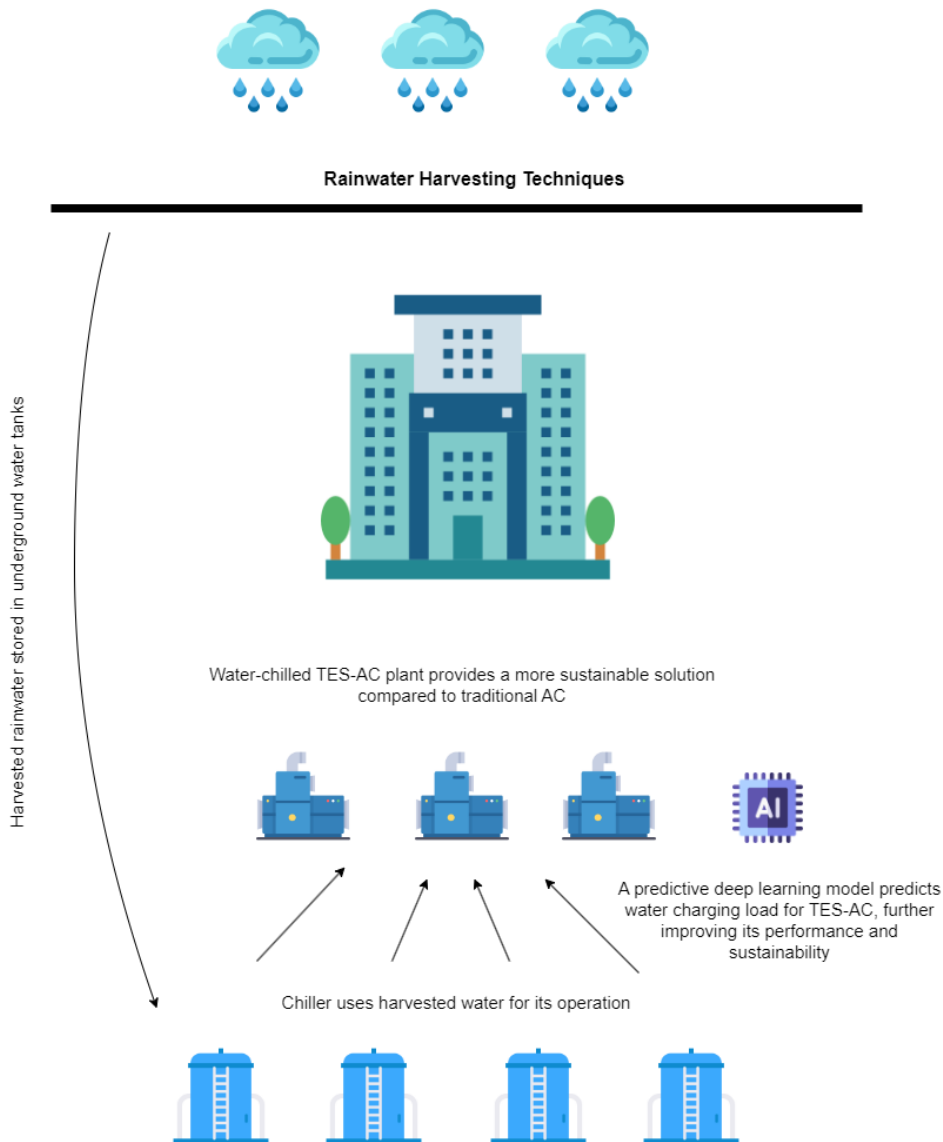 Rainwater Harvesting Techniques
Harvested rainwater stored in underground water tanks
Water-chilled TES-AC plant provides a more sustainable solution
compared to traditional AC
AI
A predictive deep learning model predicts
water charging load for TES-AC, further
improving its performance and
sustainability
Chiller uses harvested water for its operation